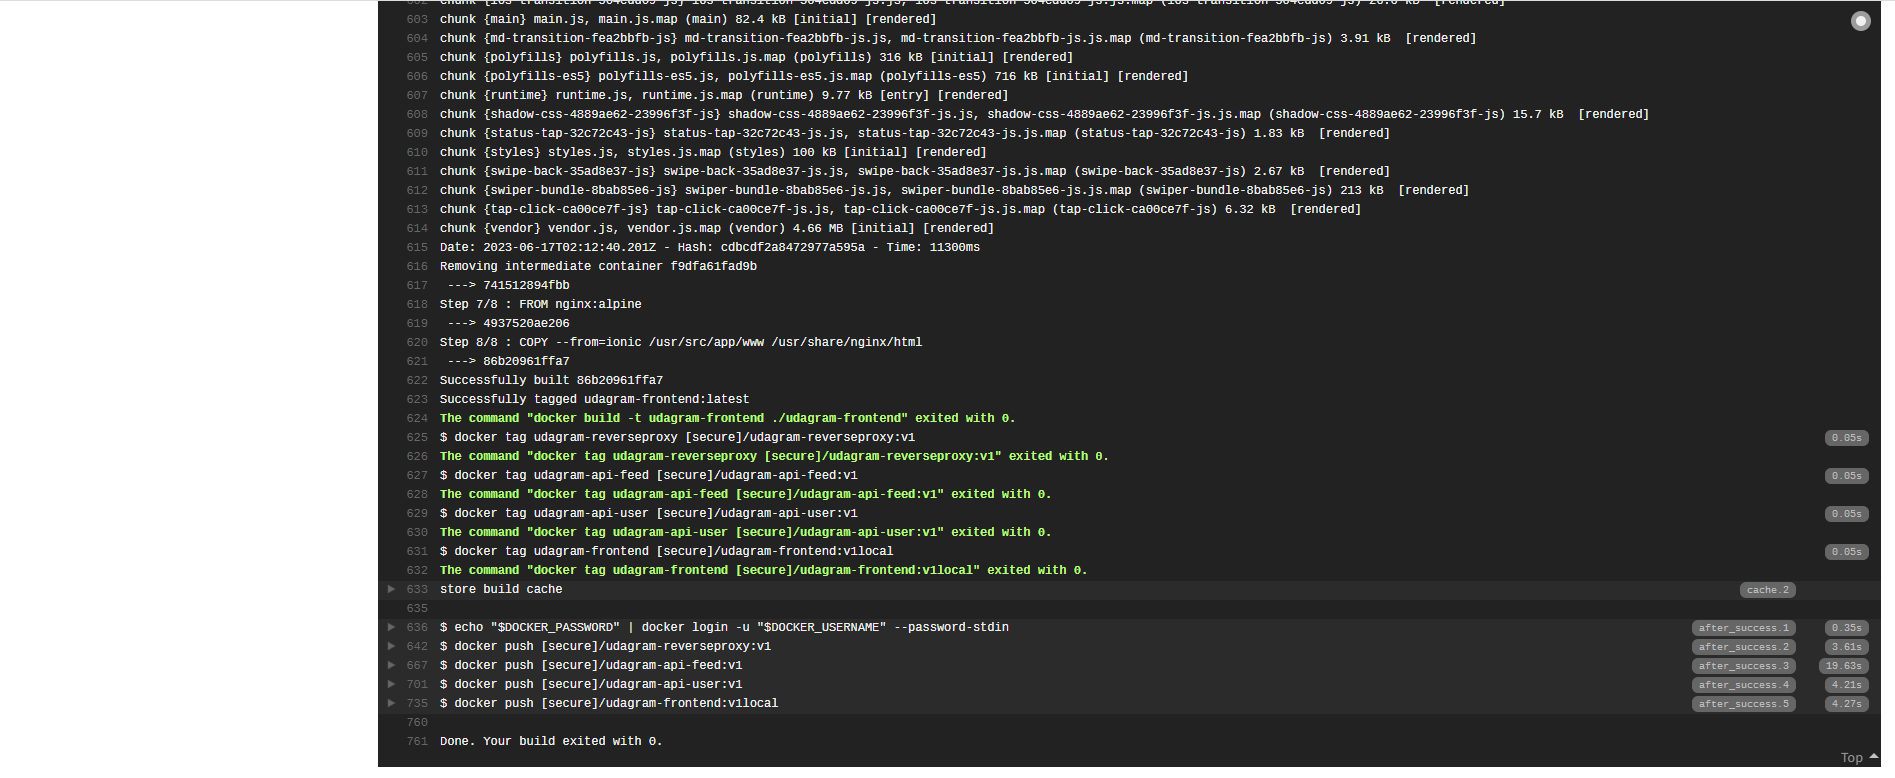 602 chunk {ios-transition-504edd09-js} ios-transition-504edd09-js.js, ios-transition-504edd09-js.js.map (ios-transition-504edd09-js) kB [rendered]
603 chunk {main} main.js, main.js.map (main) 82.4 kB [initial] [rendered]
604 chunk {md-transition-fea2bbfb-js} md-transition-fea2bbfb-js.js, md-transition-fea2bbfb-js.js.map (md-transition-fea2bbfb-js) 3.91 kB [rendered]
605 chunk {polyfills} polyfills.js, polyfills.js.map (polyfills) 316 kB [initial] [rendered]
606 chunk {polyfills-es5} polyfills-es5.js, polyfills-es5.js.map (polyfills-es5) 716 kB [initial] [rendered]
607 chunk {runtime} runtime.js, runtime.js.map (runtime) 9.77 kB [entry] [rendered]
608 chunk {shadow-css-4889ae62-23996f3f-js} shadow-css-4889ae62-23996f3f-js.js, shadow-css-4889ae62-23996f3f-js.js.map (shadow-css-4889ae62-23996f3f-js) 15.7 kB [rendered]
609 chunk {status-tap-32c72c43-js} status-tap-32c72c43-js.js, status-tap-32c72c43-js.js.map (status-tap-32c72c43-js) 1.83 kB [rendered]
610 chunk {styles} styles.js, styles.js.map (styles) 100 kB [initial] [rendered]
611 chunk {swipe-back-35ad8e37-js} swipe-back-35ad8e37-js.js, swipe-back-35ad8e37-js.js.map (swipe-back-35ad8e37-js) 2.67 kB [rendered]
612 chunk {swiper-bundle-8bab85e6-js} swiper-bundle-8bab85e6-js.js, swiper-bundle-8bab85e6-js.js.map (swiper-bundle-8bab85e6-js) 213 kB [rendered]
613 chunk {tap-click-ca00ce7f-js} tap-click-ca00ce7f-js.js, tap-click-ca00ce7f-js.js.map (tap-click-ca00ce7f-js) 6.32 kB [rendered]
614 chunk {vendor} vendor.js, vendor.js.map (vendor) 4.66 MB [initial] [rendered]
615 Date: 2023-06-17T02:12:40.201Z - Hash: cdbcdf2a8472977a595a - Time: 11300ms
616 Removing intermediate container f9dfa61fad9b
617 ---> 741512894fbb
618 Step 7/8 : FROM nginx:alpine
619 ---> 4937520ae206
620 Step 8/8 : COPY --from=ionic /usr/src/app/www /usr/share/nginx/html
621 ---> 86b20961ffa7
622 Successfully built 86b20961ffa7
623 Successfully tagged udagram-frontend:latest
624 The command "docker build -t udagram-frontend ./udagram-frontend" exited with 0.
625 $ docker tag udagram-reverseproxy [secure]/udagram-reverseproxy:v1 0.05s
626 The command "docker tag udagram-reverseproxy [secure]/udagram-reverseproxy:v1" exited with 0.
627 $ docker tag udagram-api-feed [secure]/udagram-api-feed:v1 0.05s
628 The command "docker tag udagram-api-feed [secure]/udagram-api-feed:v1" exited with 0.
629 $ docker tag udagram-api-user [secure]/udagram-api-user:v1 0.05s
630 The command "docker tag udagram-api-user [secure]/udagram-api-user:v1" exited with 0.
631 $ docker tag udagram-frontend [secure]/udagram-frontend:v1local 0.05s
632 The command "docker tag udagram-frontend [secure]/udagram-frontend:v1local" exited with 0.
633 store build cache cache.2
635
636 $ echo "$DOCKER_PASSWORD" | docker login -u "$DOCKER_USERNAME" --password-stdin after_success.1 0.35s
642 $ docker push [secure]/udagram-reverseproxy:v1 after_success.2 3.61s
667 $ docker push [secure]/udagram-api-feed:v1 after_success.3 19.63s
701 $ docker push [secure]/udagram-api-user:v1 after_success.4 4.21s
735 $ docker push [secure]/udagram-frontend:v1local after_success.5 4.27s
760
761 Done. Your build exited with 0.
Top